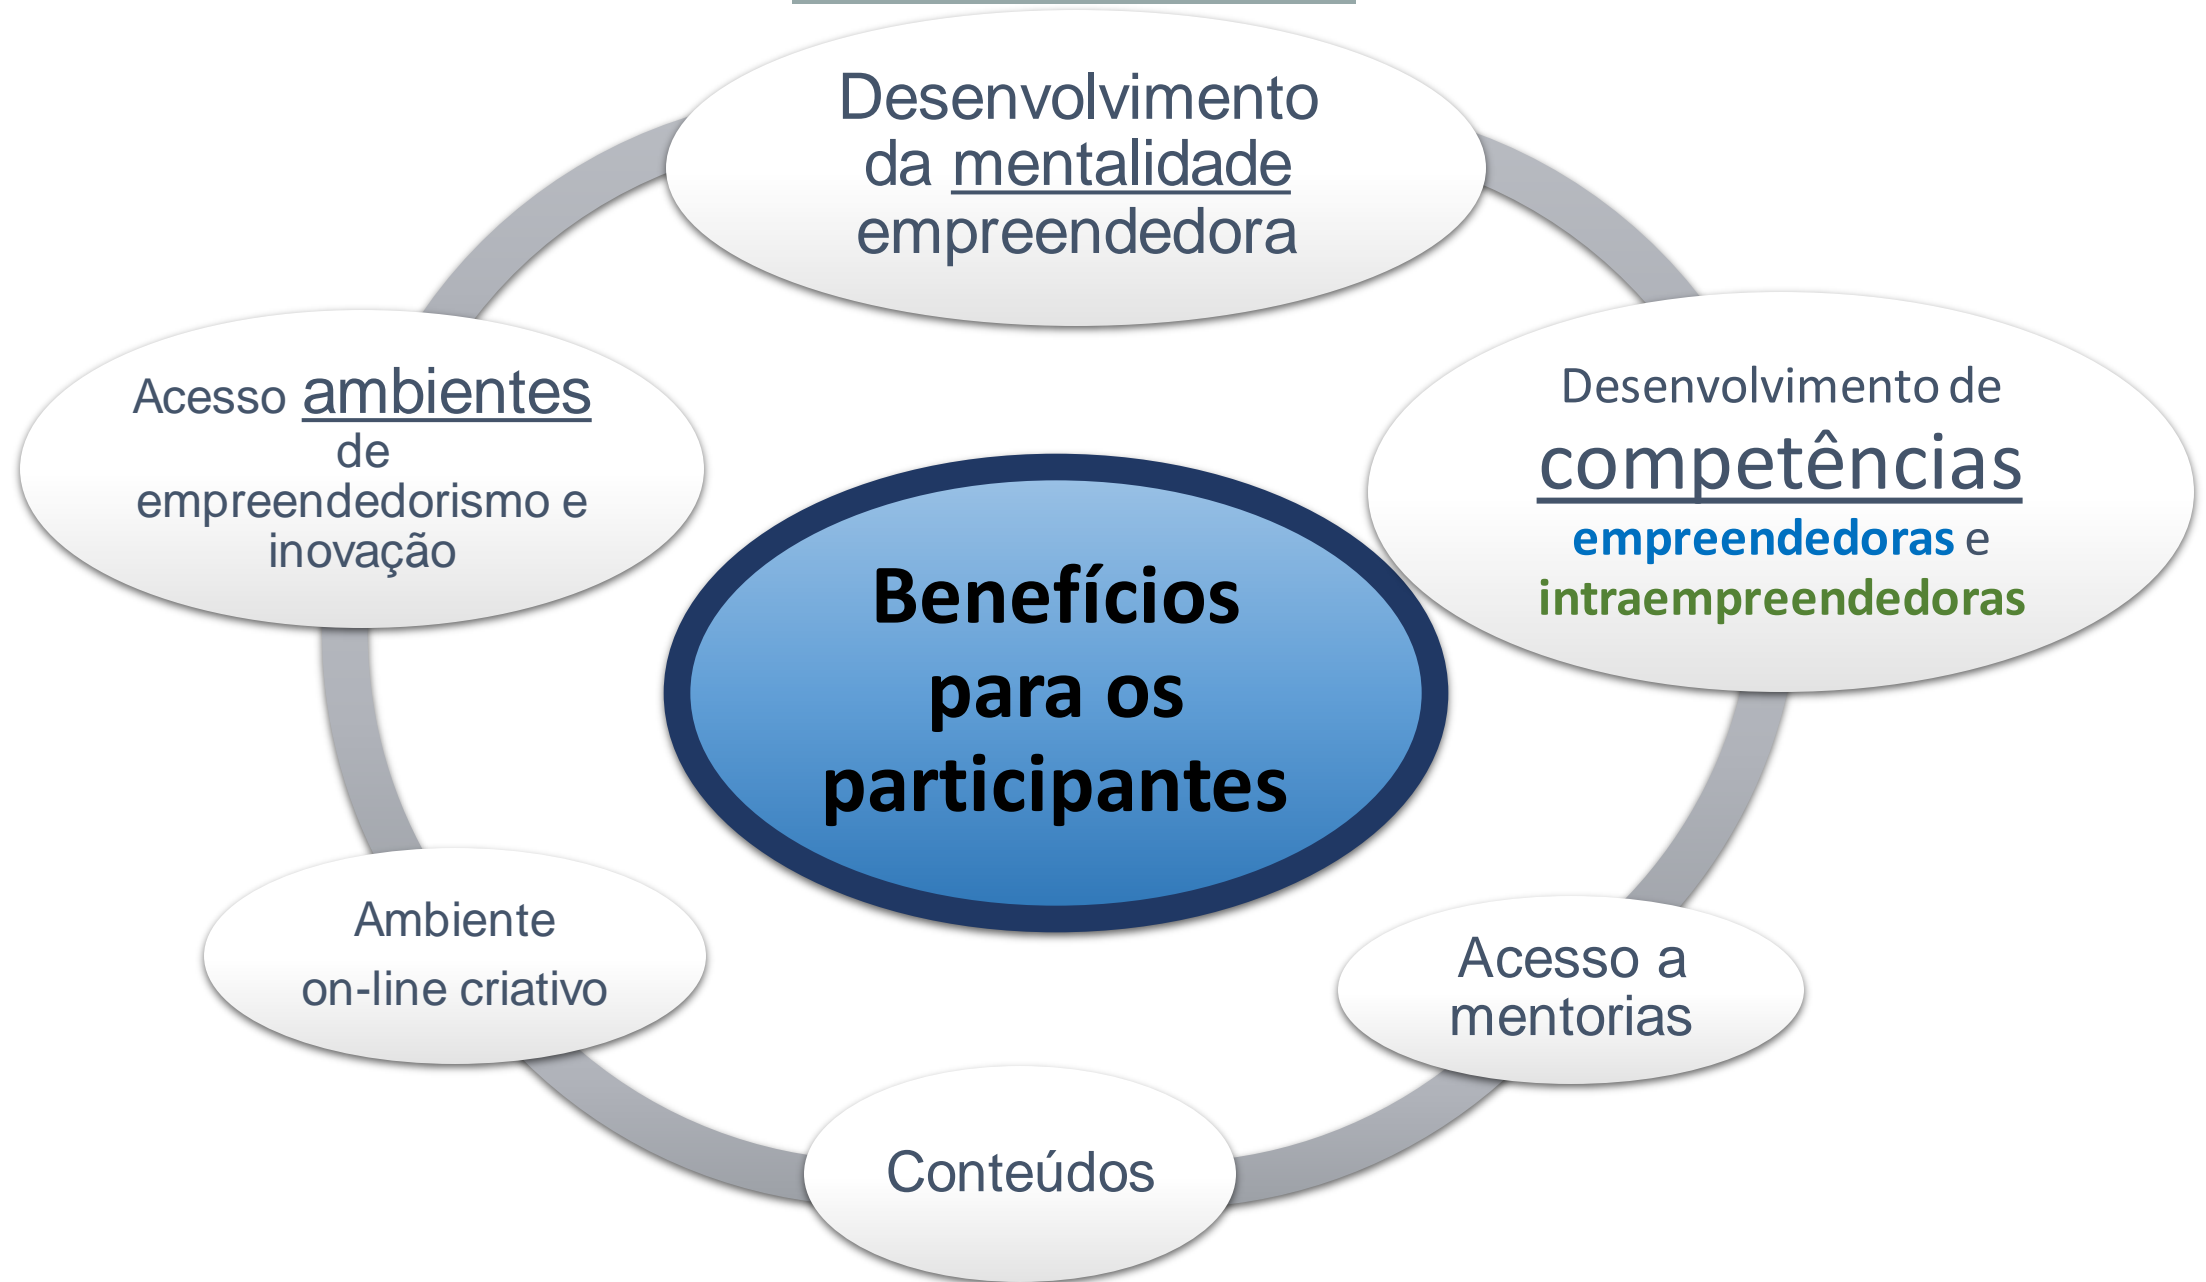 Desenvolvimento
da mentalidade
empreendedora
Desenvolvimento de
competências
empreendedoras e
intraempreendedoras
Acesso a
mentorias
Conteúdos
Ambiente
on-line criativo
Acesso ambientes
de
empreendedorismo e
inovação
Benefícios
para os
participantes